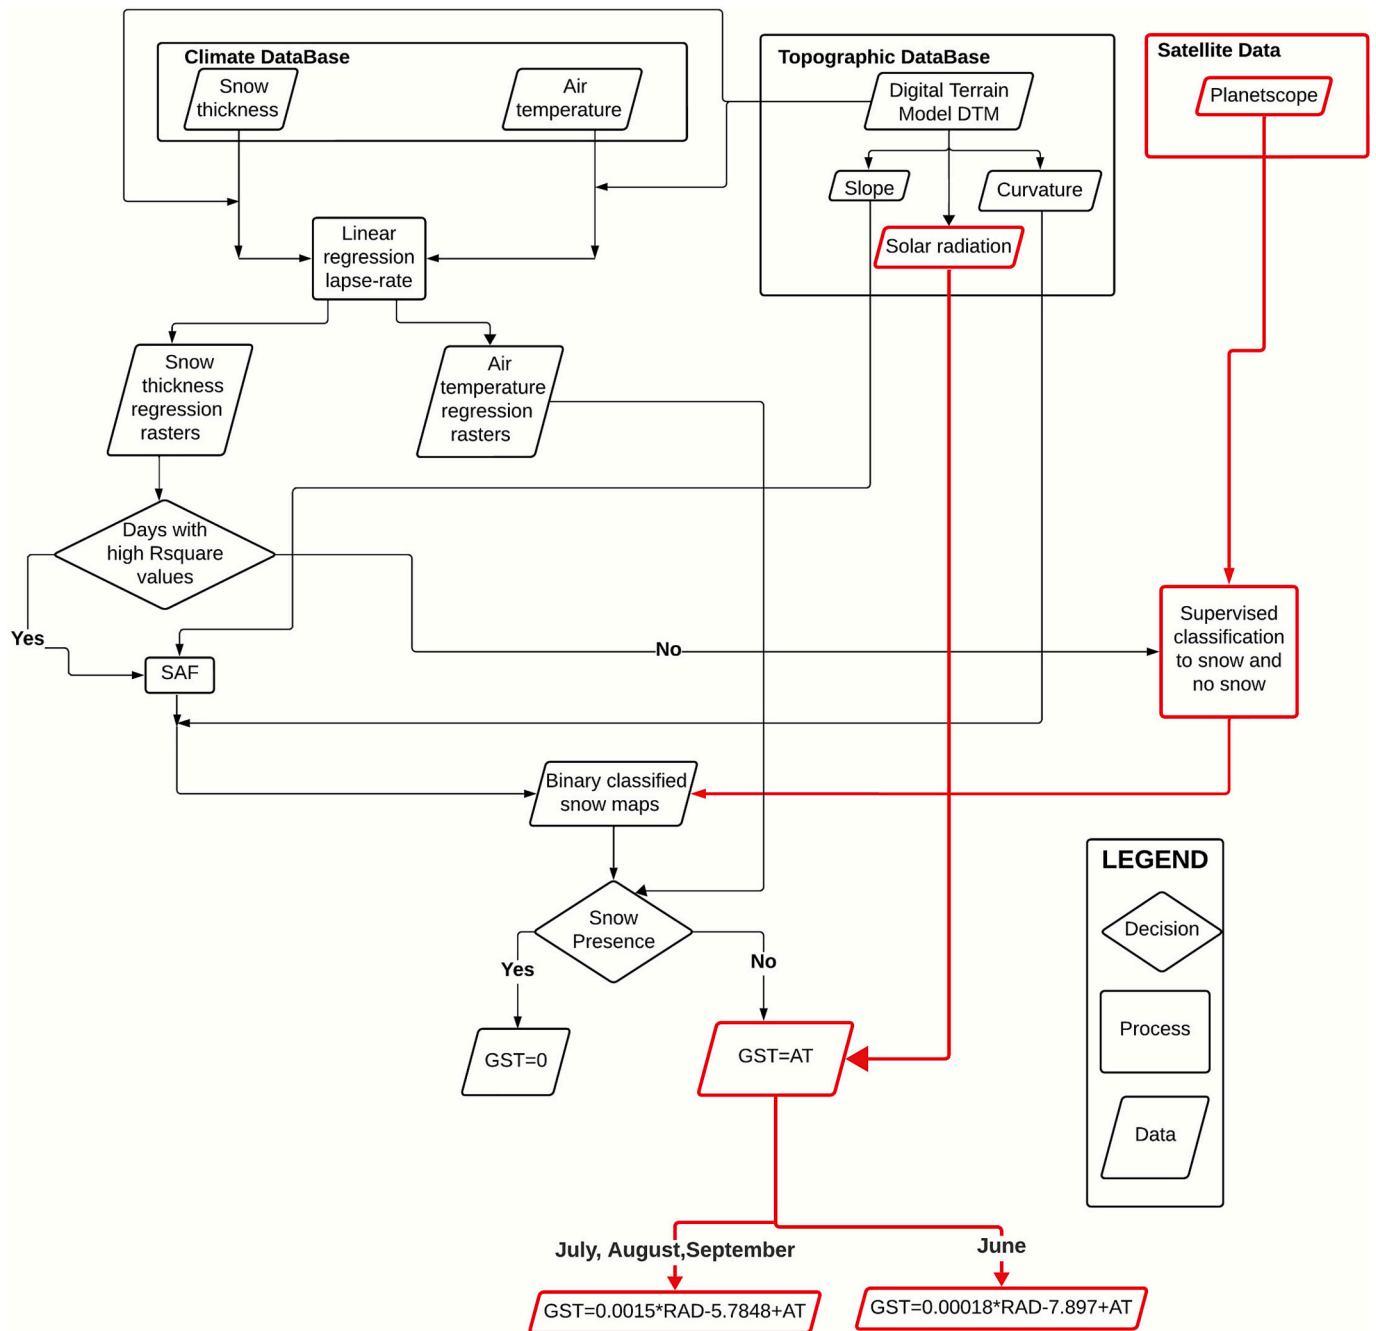 Climate DataBase
Snow
thickness
Air
temperature
Topographic DataBase
Digital Terrain
Model DTM
Slope
Curvature
Solar radiation
Satellite Data
Planetscope
Linear
regression
lapse-rate
Snow
thickness
regression
rasters
Air
temperature
regression
rasters
Days with
high Rsquare
values
Yes
No
SAF
Supervised
classification
to snow and
no snow
Binary classified
snow maps
Snow
Presence
Yes
No
GST=0
GST=AT
July, August,September
June
GST=0.0015*RAD-5.7848+AT
GST=0.00018*RAD-7.897+AT
LEGEND
Decision
Process
Data